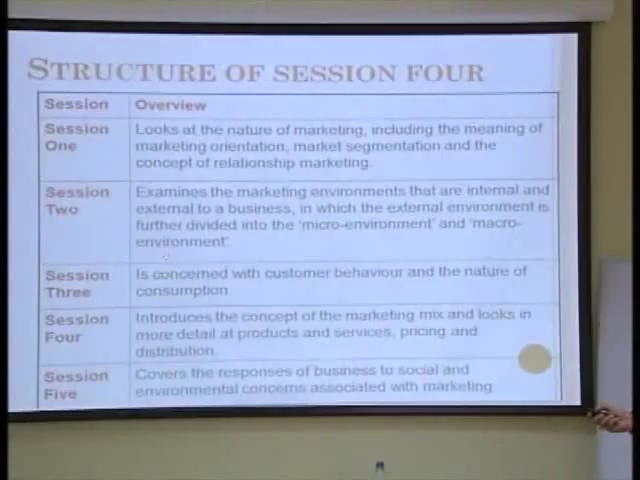 STRUCTURE OF SESSION FOUR
Session Overview
Session One Looks at the nature of marketing, including the meaning of
marketing orientation, market segmentation and the
concept of relationship marketing.
Session Two Examines the marketing environments that are internal and
external to a business, in which the external environment is
further divided into the 'micro-environment' and 'macro-
environment'.
Session Three Is concerned with customer behaviour and the nature of
consumption.
Session Four Introduces the concept of the marketing mix and looks in
more detail at products and services, pricing and
distribution.
Session Five Covers the responses of business to social and
environmental concerns associated with marketing